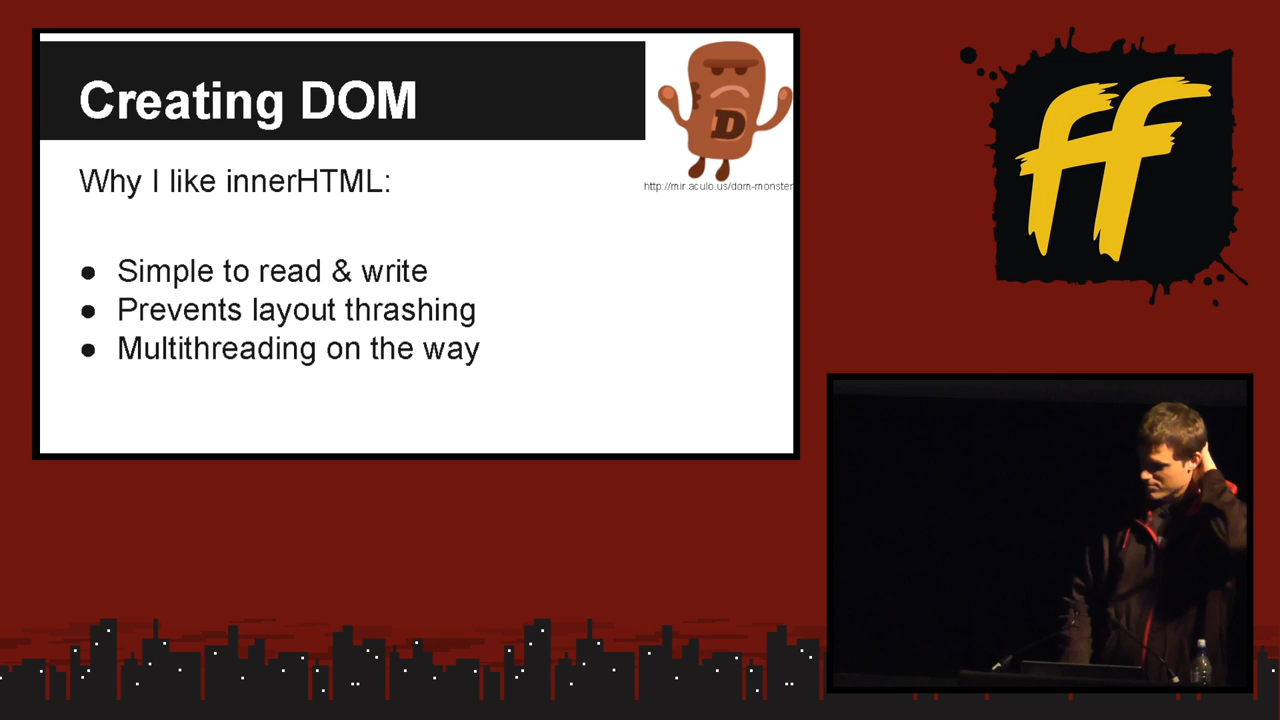 Creating DOM
D
http://mir.aculo.us/dom-monster
Why I like innerHTML:
● Simple to read & write
● Prevents layout thrashing
● Multithreading on the way
ff